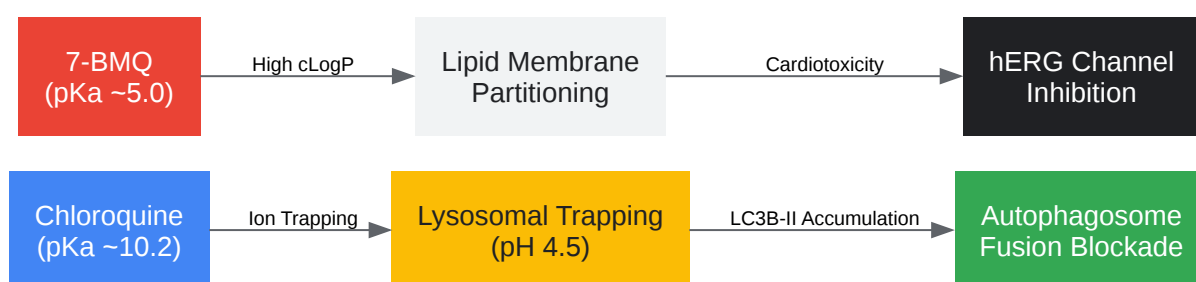 7-BMQ
(pKa ~5.0)
High cLogP
Lipid Membrane
Partitioning
Cardiotoxicity
hERG Channel
Inhibition
Chloroquine
(pKa ~10.2)
Ion Trapping
Lysosomal Trapping
(pH 4.5)
LC3B-II Accumulation
Autophagosome
Fusion Blockade